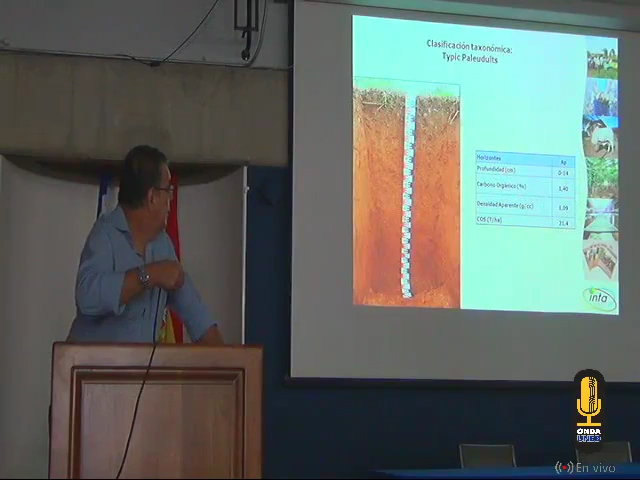 Clasificación taxonómica:
Typic Paleudults
Horizontes Ap
Profundidad (cm) 0-14
Carbono Orgánico (%) 1,40
Densidad Aparente (g/cc) 1,09
COS (T/ha) 21,4
inta
ONDA
UNED
En vivo